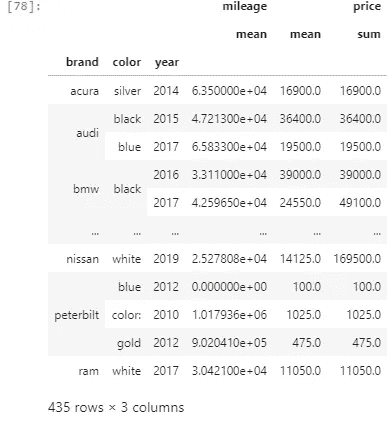 [78]:
mileage price
mean mean sum
brand color year
acura silver 2014 6.350000e+04 16900.0 16900.0
audi black 2015 4.721300e+04 36400.0 36400.0
blue 2017 6.583300e+04 19500.0 19500.0
bmw black 2016 3.311000e+04 39000.0 39000.0
2017 4.259650e+04 24550.0 49100.0
... ... ... ... ... ...
nissan white 2019 2.527808e+04 14125.0 169500.0
peterbilt blue 2012 0.000000e+00 100.0 100.0
color: 2010 1.017936e+06 1025.0 1025.0
gold 2012 9.020410e+05 475.0 475.0
ram white 2017 3.042100e+04 11050.0 11050.0
435 rows × 3 columns